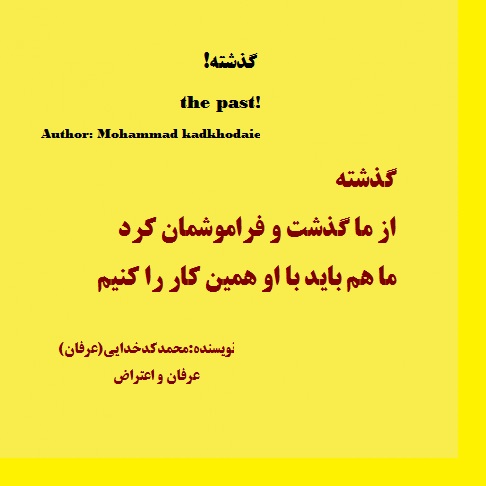 گذشته!
the past!
Author: Mohammad kadkhodaie
گذشته
از ما گذشت و فراموشمان کرد
ما هم باید با او همین کار را کنیم
نویسنده:محمدکدخدایی(عرفان)
عرفان و اعتراض